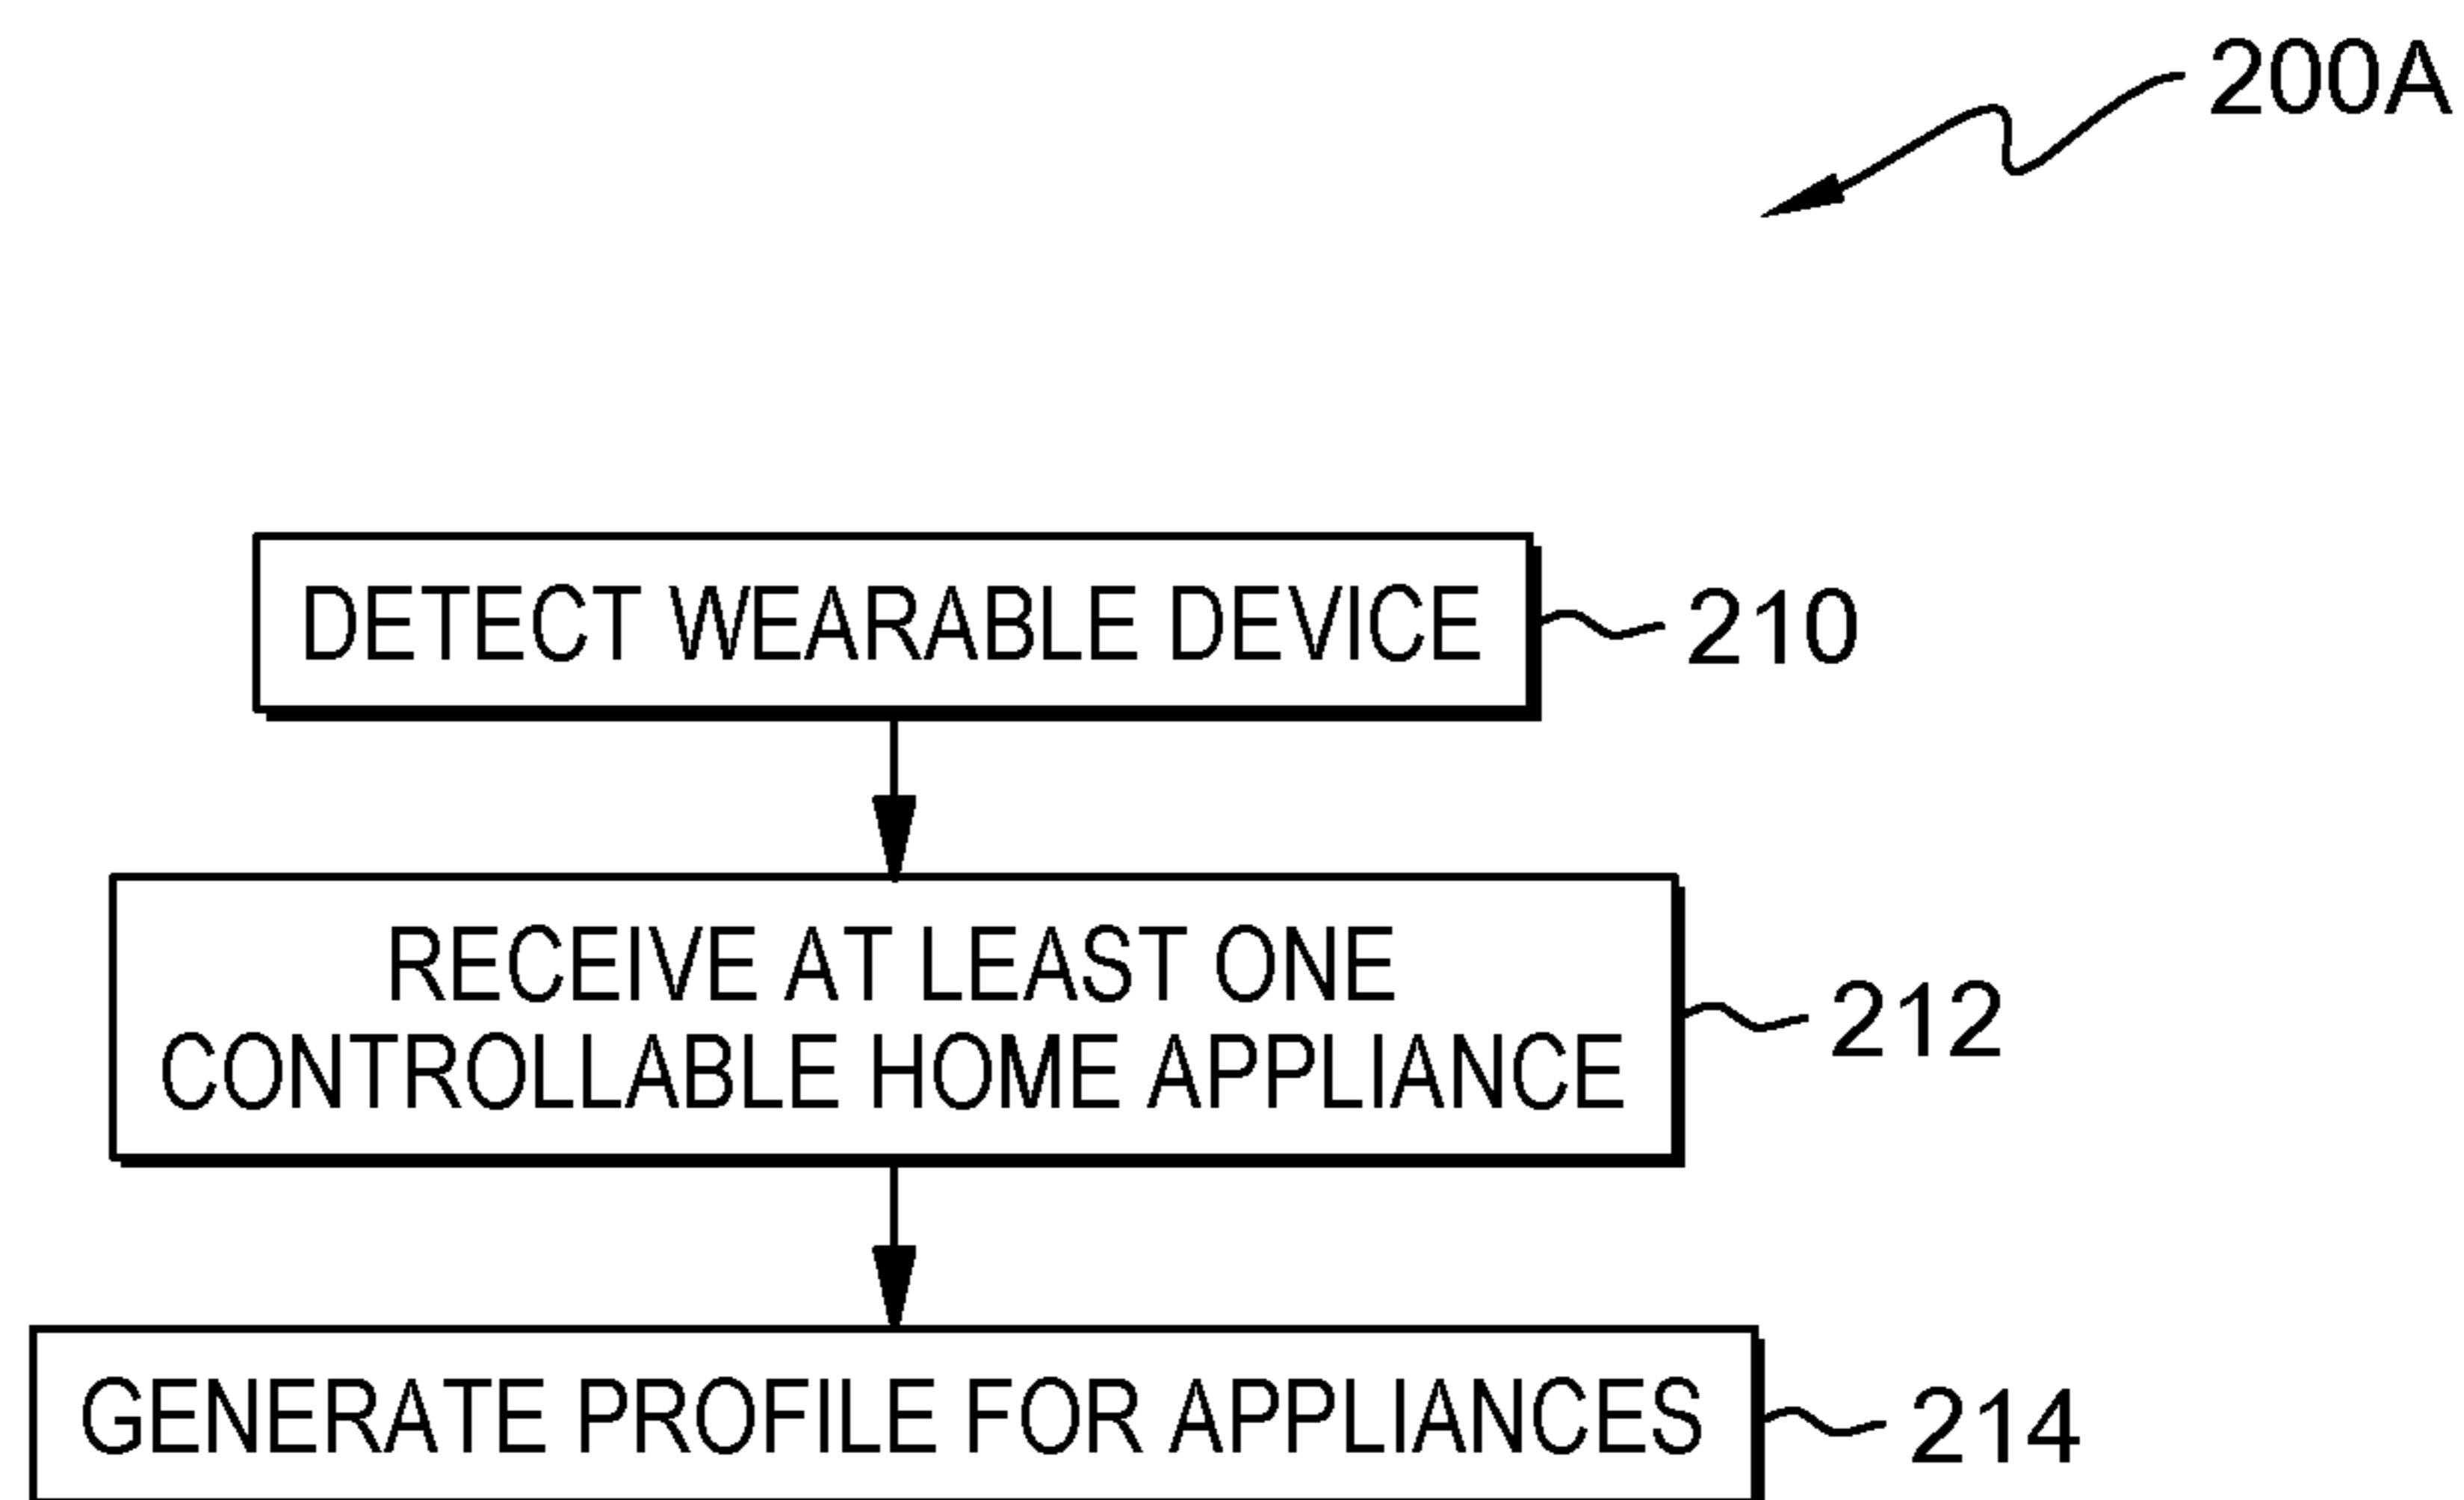 200A
DETECT WEARABLE DEVICE
210
RECEIVE AT LEAST ONE
CONTROLLABLE HOME APPLIANCE
212
GENERATE PROFILE FOR APPLIANCES
214